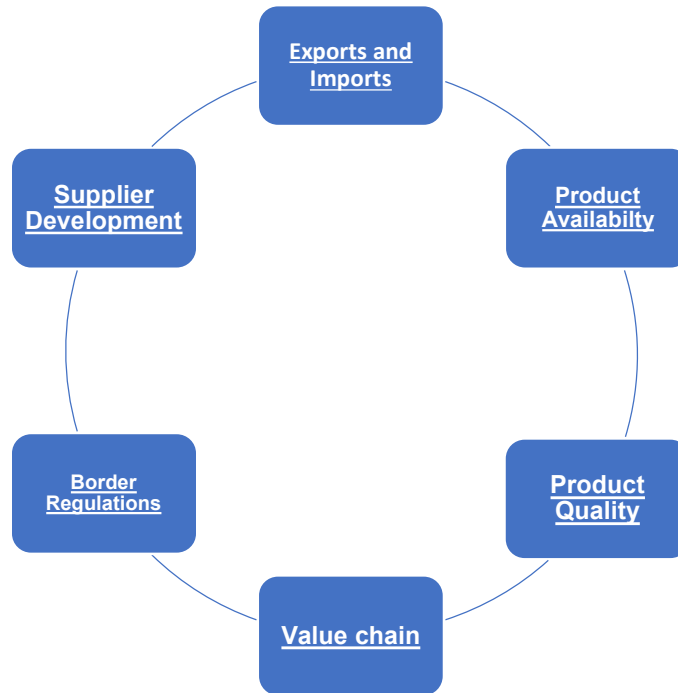 Exports and
Imports
Supplier
Development
Product
Availabilty
Border
Regulations
Product
Quality
Value chain